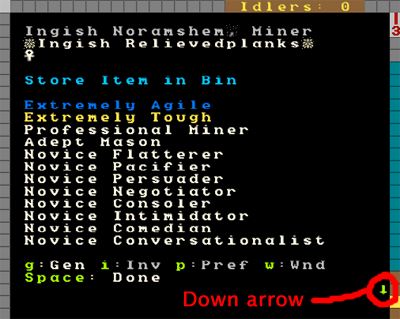 Idlers: 0
Ingish Noramshem, Miner
☼Ingish Relievedplanks☼
♀
Store Item in Bin
Extremely Agile
Extremely Tough
Professional Miner
Adept Mason
Novice Flatterer
Novice Pacifier
Novice Persuader
Novice Negotiator
Novice Consoler
Novice Intimidator
Novice Comedian
Novice Conversationalist
g:Gen i:Inv p:Pref w:Wnd
Space: Done
Down arrow